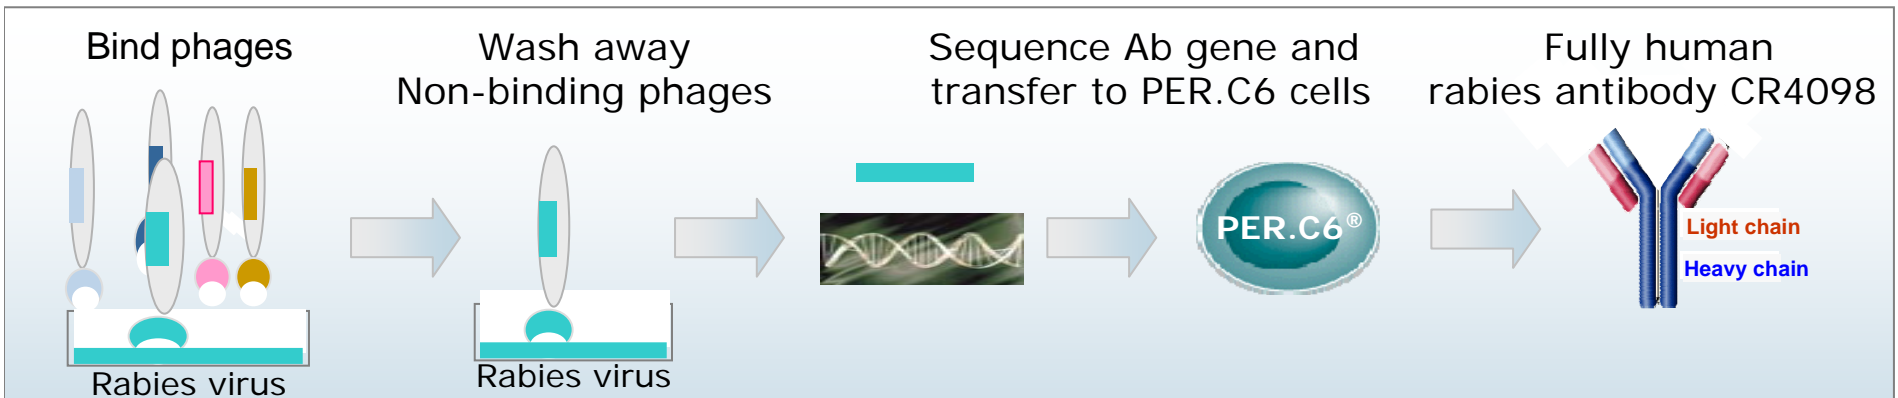 Bind phages
Rabies virus
Wash away
Non-binding phages
Rabies virus
Sequence Ab gene and
transfer to PER.C6 cells
PER.C6®
Fully human
rabies antibody CR4098
Light chain
Heavy chain